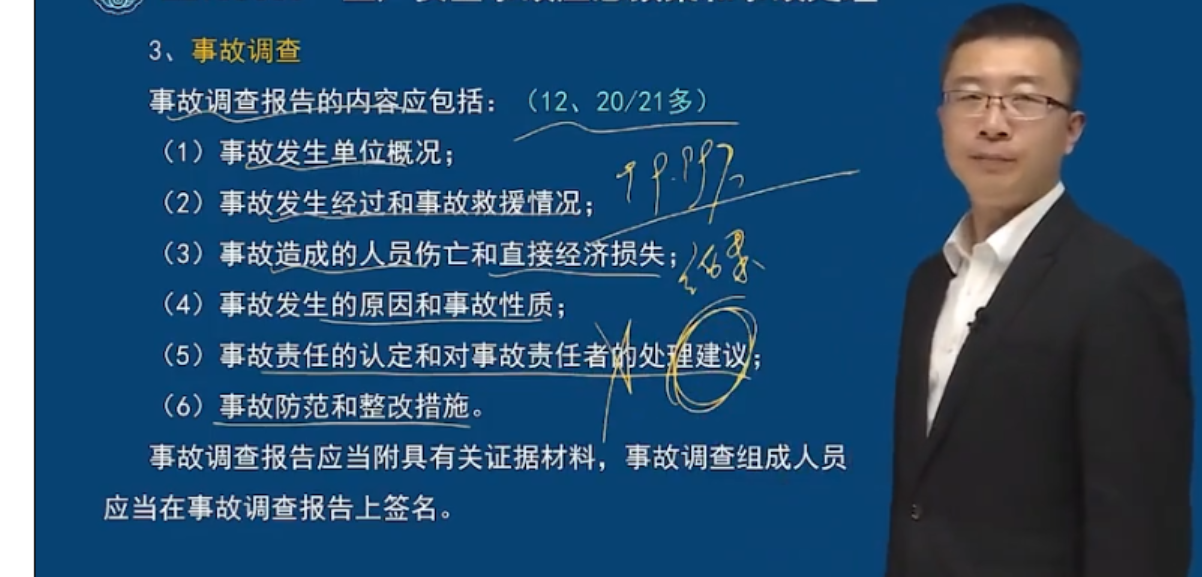 3、事故调查
事故调查报告的内容应包括：（12、20/21多）
（1）事故发生单位概况；
（2）事故发生经过和事故救援情况；
（3）事故造成的人员伤亡和直接经济损失；
（4）事故发生的原因和事故性质；
（5）事故责任的认定和对事故责任者的处理建议；
（6）事故防范和整改措施。
事故调查报告应当附具有关证据材料，事故调查组成人员
应当在事故调查报告上签名。